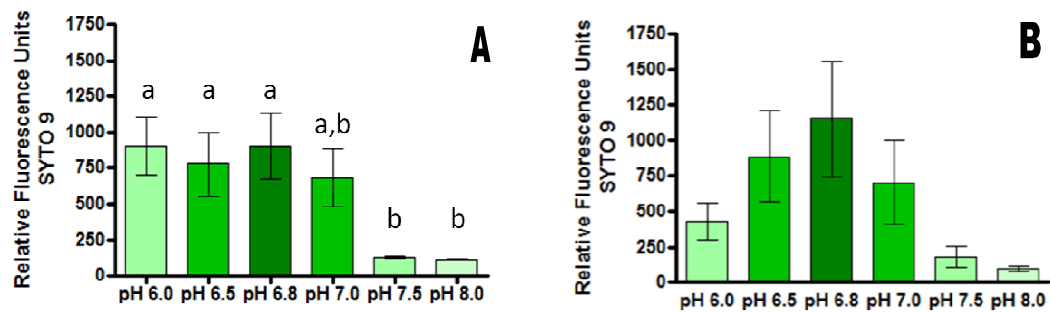 A
Relative Fluorescence Units
SYTO 9
1750
1500
1250
1000
750
500
250
0
a
a
a
a,b
b
b
pH 6.0 pH 6.5 pH 6.8 pH 7.0 pH 7.5 pH 8.0
B
Relative Fluorescence Units
SYTO 9
1750
1500
1250
1000
750
500
250
0
pH 6.0 pH 6.5 pH 6.8 pH 7.0 pH 7.5 pH 8.0